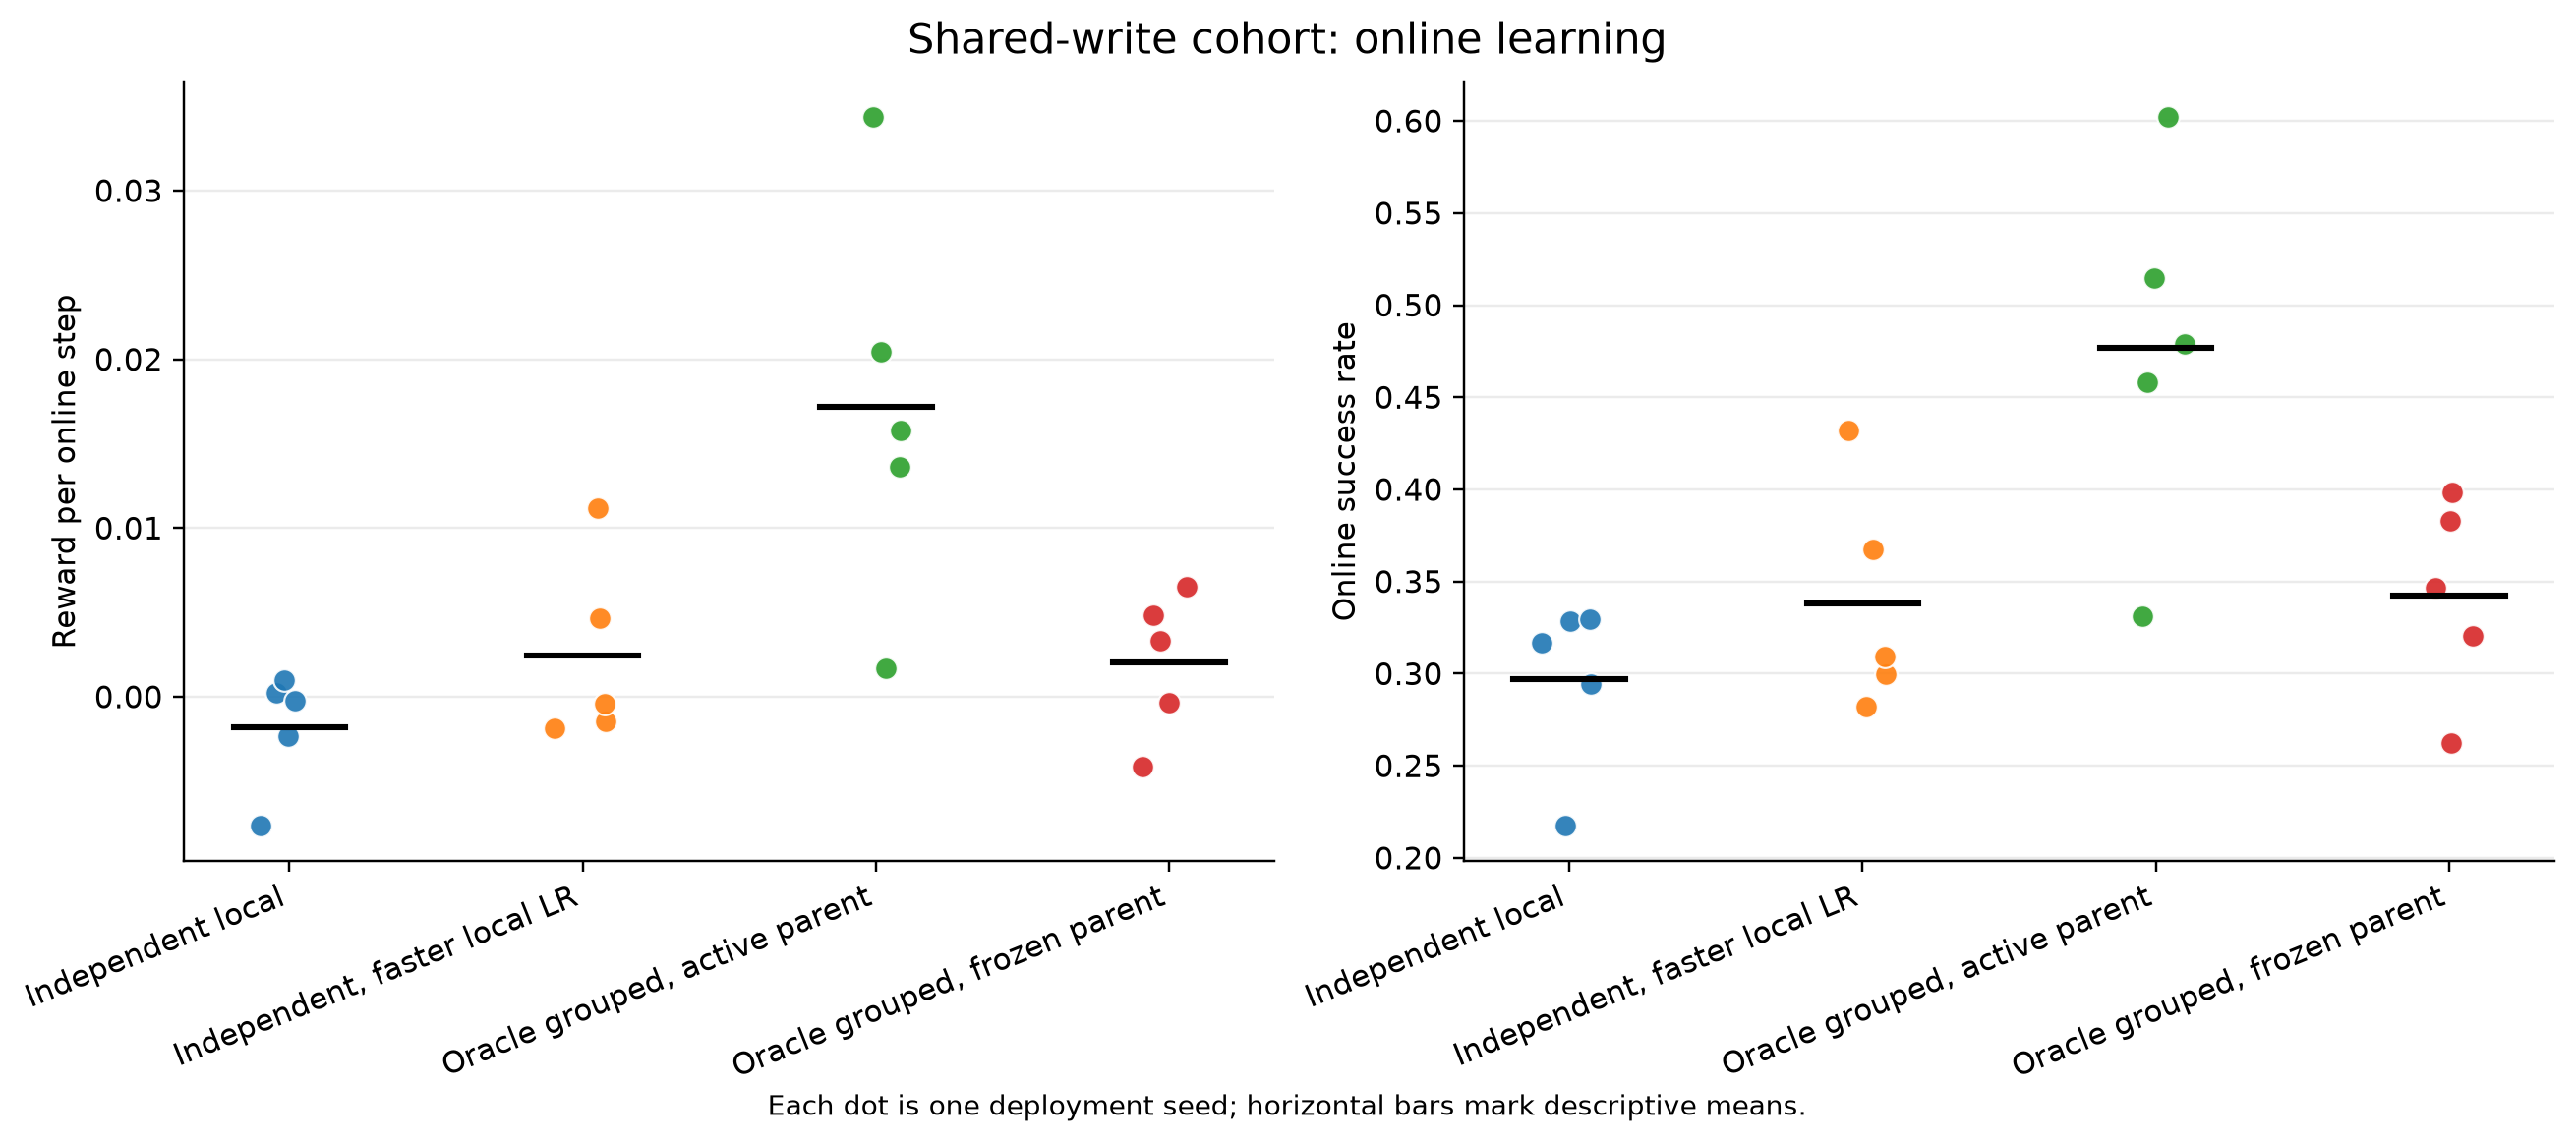 Shared-write cohort: online learning
Reward per online step
0.03
0.02
0.01
0.00
Independent local
Independent, faster local LR
Oracle grouped, active parent
Oracle grouped, frozen parent
Online success rate
0.60
0.55
0.50
0.45
0.40
0.35
0.30
0.25
0.20
Independent local
Independent, faster local LR
Oracle grouped, active parent
Oracle grouped, frozen parent
Each dot is one deployment seed; horizontal bars mark descriptive means.